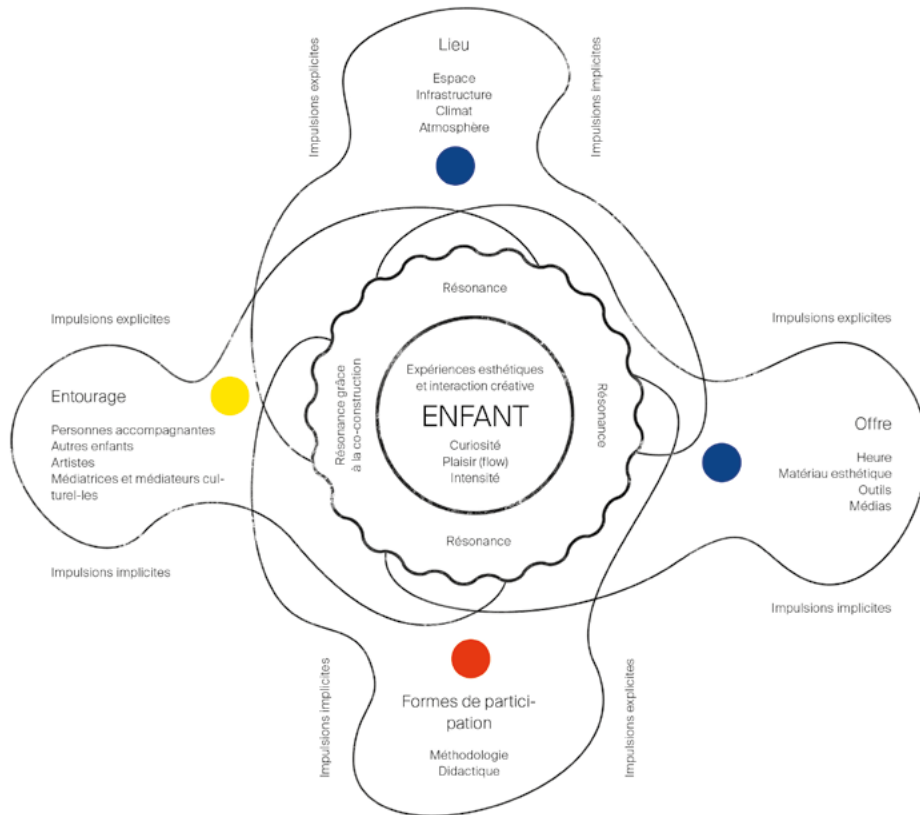 Lieu
Espace
Infrastructure
Climat
Atmosphère
Impulsions explicites
Impulsions implicites
Impulsions explicites
Entourage
Personnes accompagnantes
Autres enfants
Artistes
Médiatrices et médiateurs cul-
turel·les
Impulsions implicites
Résonance
Résonance grâce
à la co-construction
Expériences esthétiques
et interaction créative
ENFANT
Curiosité
Plaisir (flow)
Intensité
Résonance
Résonance
Impulsions explicites
Offre
Heure
Matériau esthétique
Outils
Médias
Impulsions implicites
Impulsions implicites
Formes de partici-
pation
Méthodologie
Didactique
Impulsions explicites